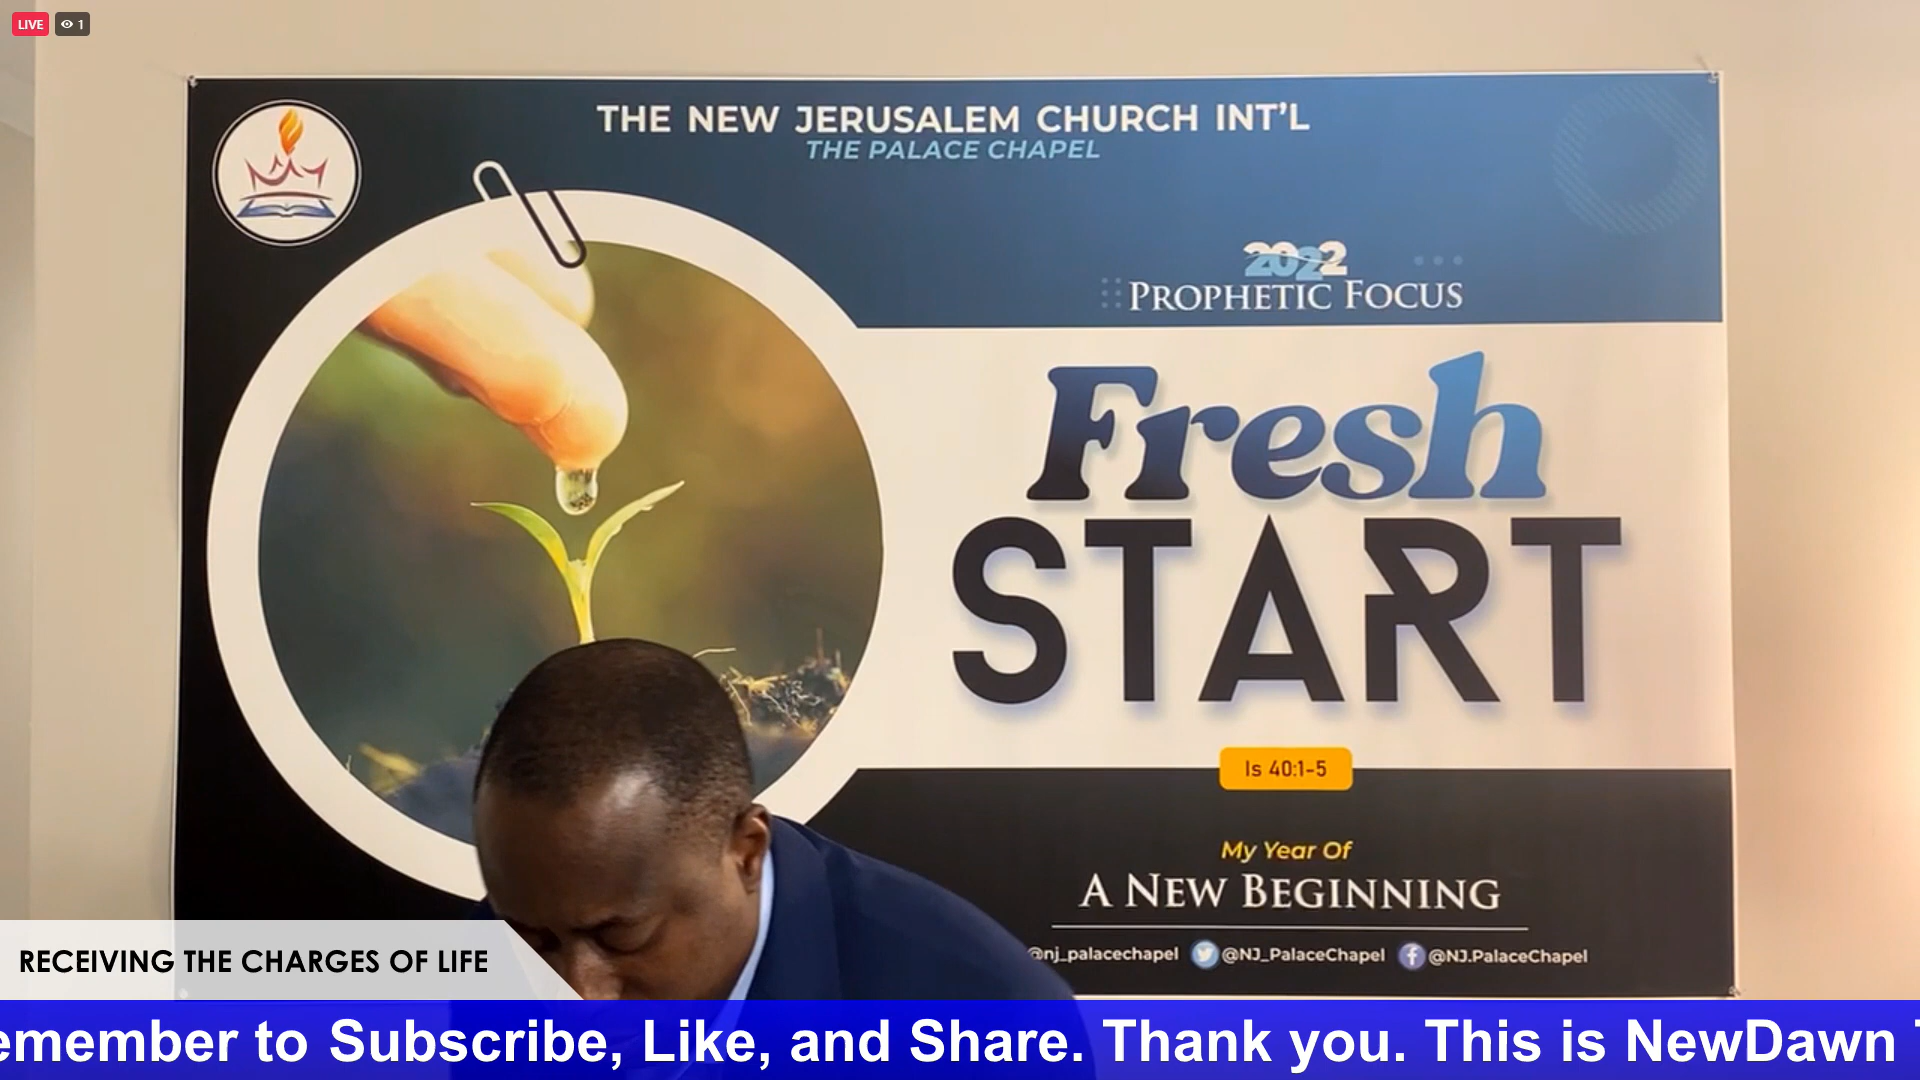 LIVE 1
THE NEW JERUSALEM CHURCH INT'L
THE PALACE CHAPEL
2022
PROPHETIC FOCUS
Fresh
START
Is 40:1-5
My Year Of
A NEW BEGINNING
@nj_palacechapel @NJ_PalaceChapel @NJ.PalaceChapel
RECEIVING THE CHARGES OF LIFE
emember to Subscribe, Like, and Share. Thank you. This is NewDawn